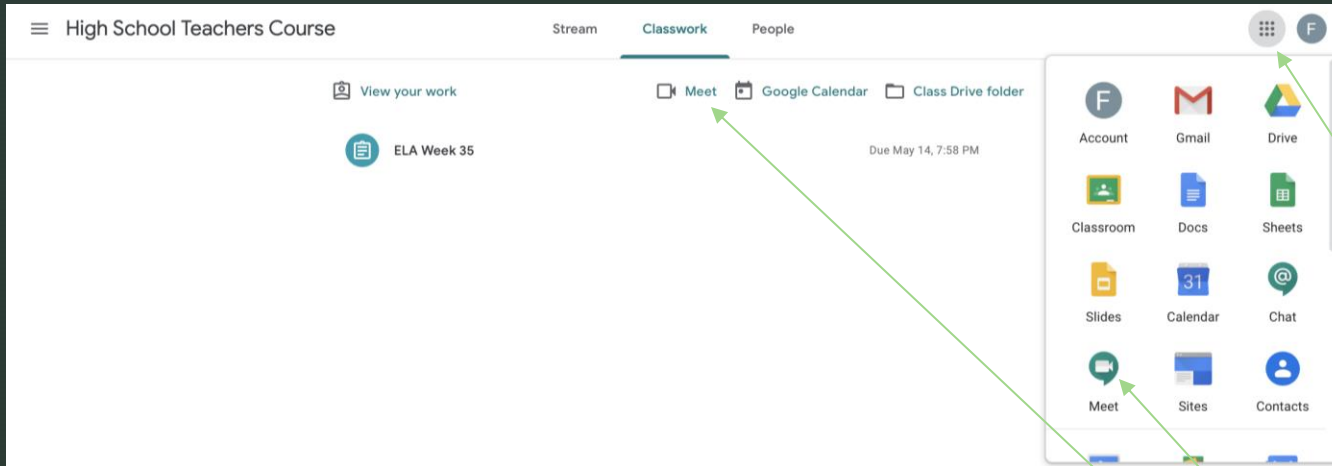 High School Teachers Course
Stream Classwork People
F
View your work
Meet Google Calendar Class Drive folder
ELA Week 35
Due May 14, 7:58 PM
F
Account Gmail Drive
Classroom Docs Sheets
31 @
Slides Calendar Chat
Meet Sites Contacts